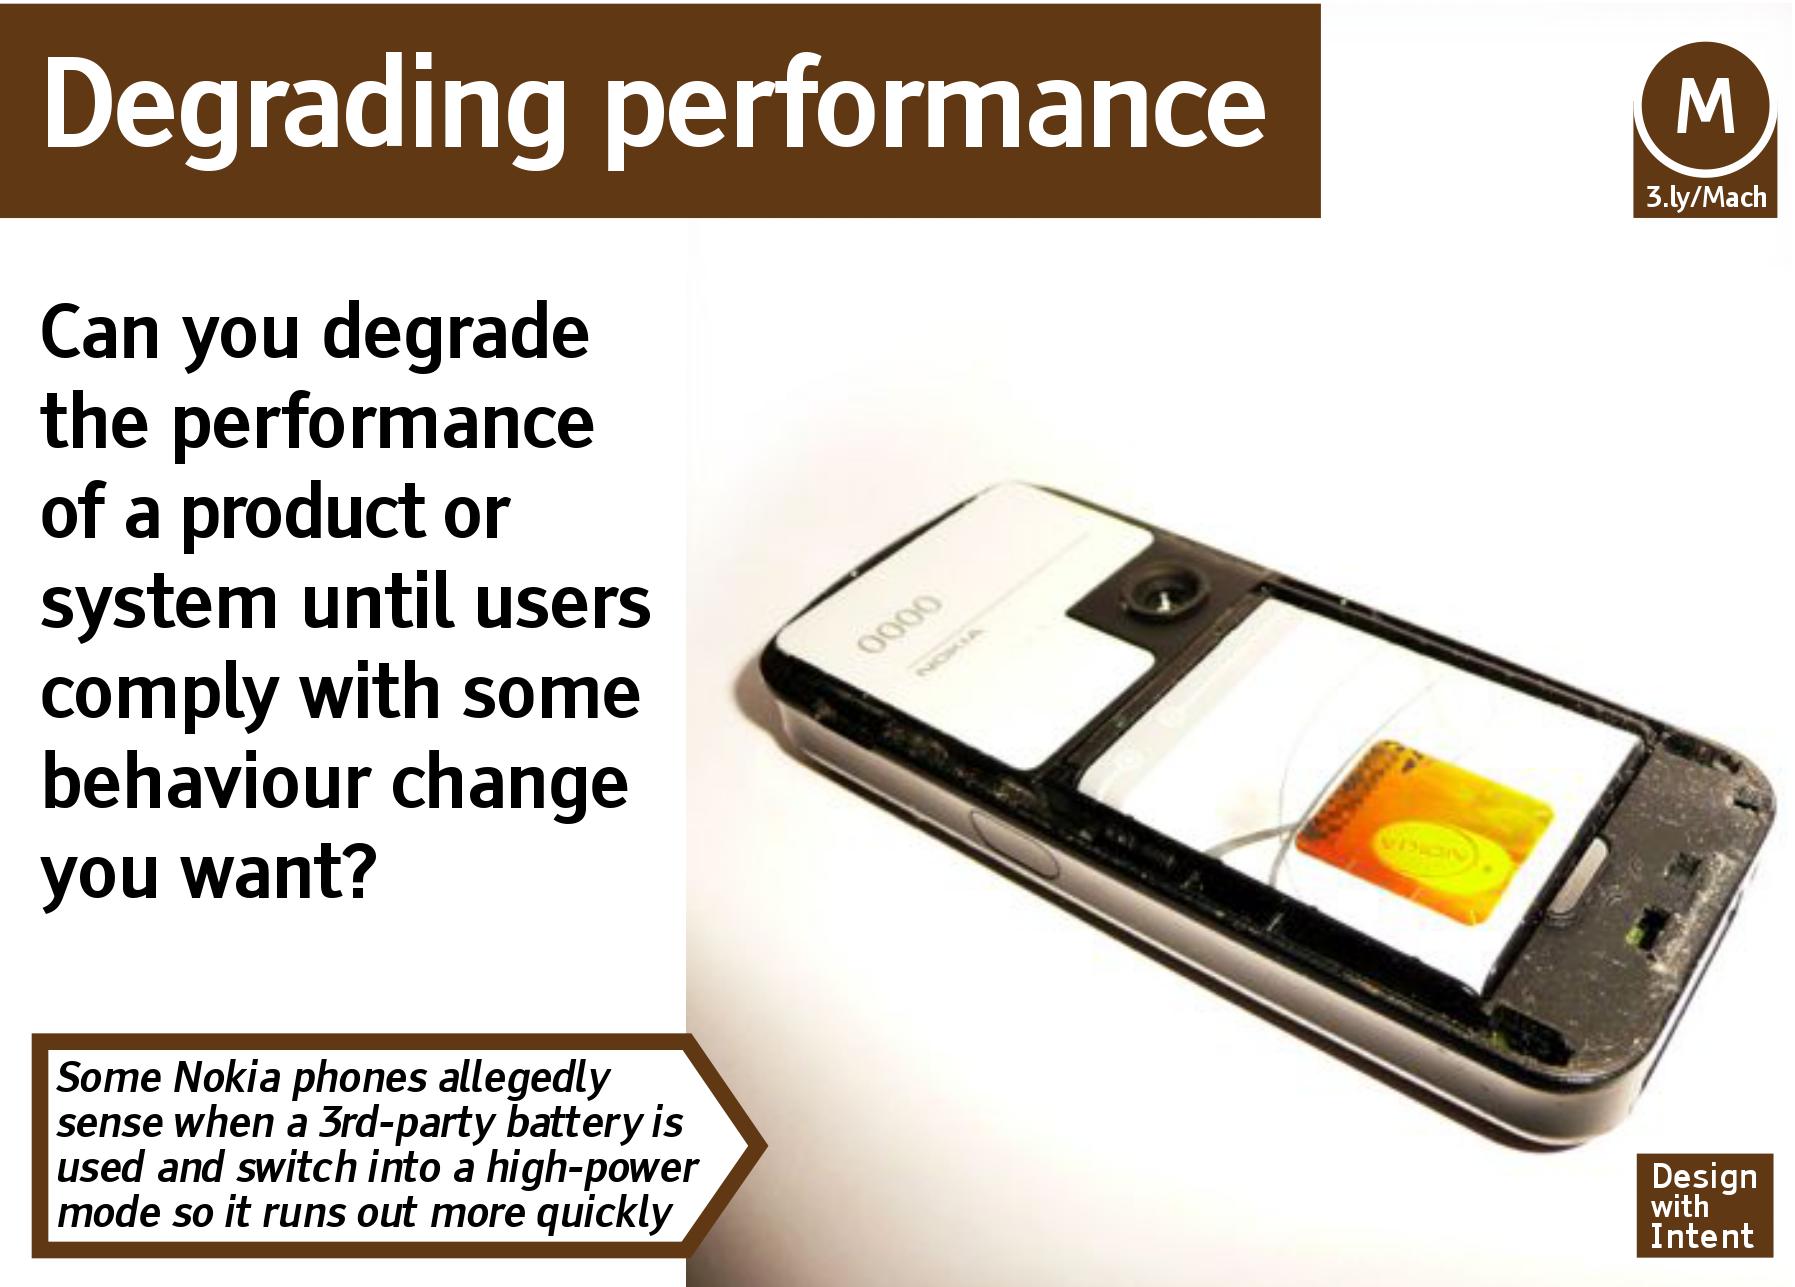 Degrading performance
M
3.ly/Mach
Can you degrade
the performance
of a product or
system until users
comply with some
behaviour change
you want?
0000
NOKIA
NOKIA
Some Nokia phones allegedly
sense when a 3rd-party battery is
used and switch into a high-power
mode so it runs out more quickly
Design
with
Intent